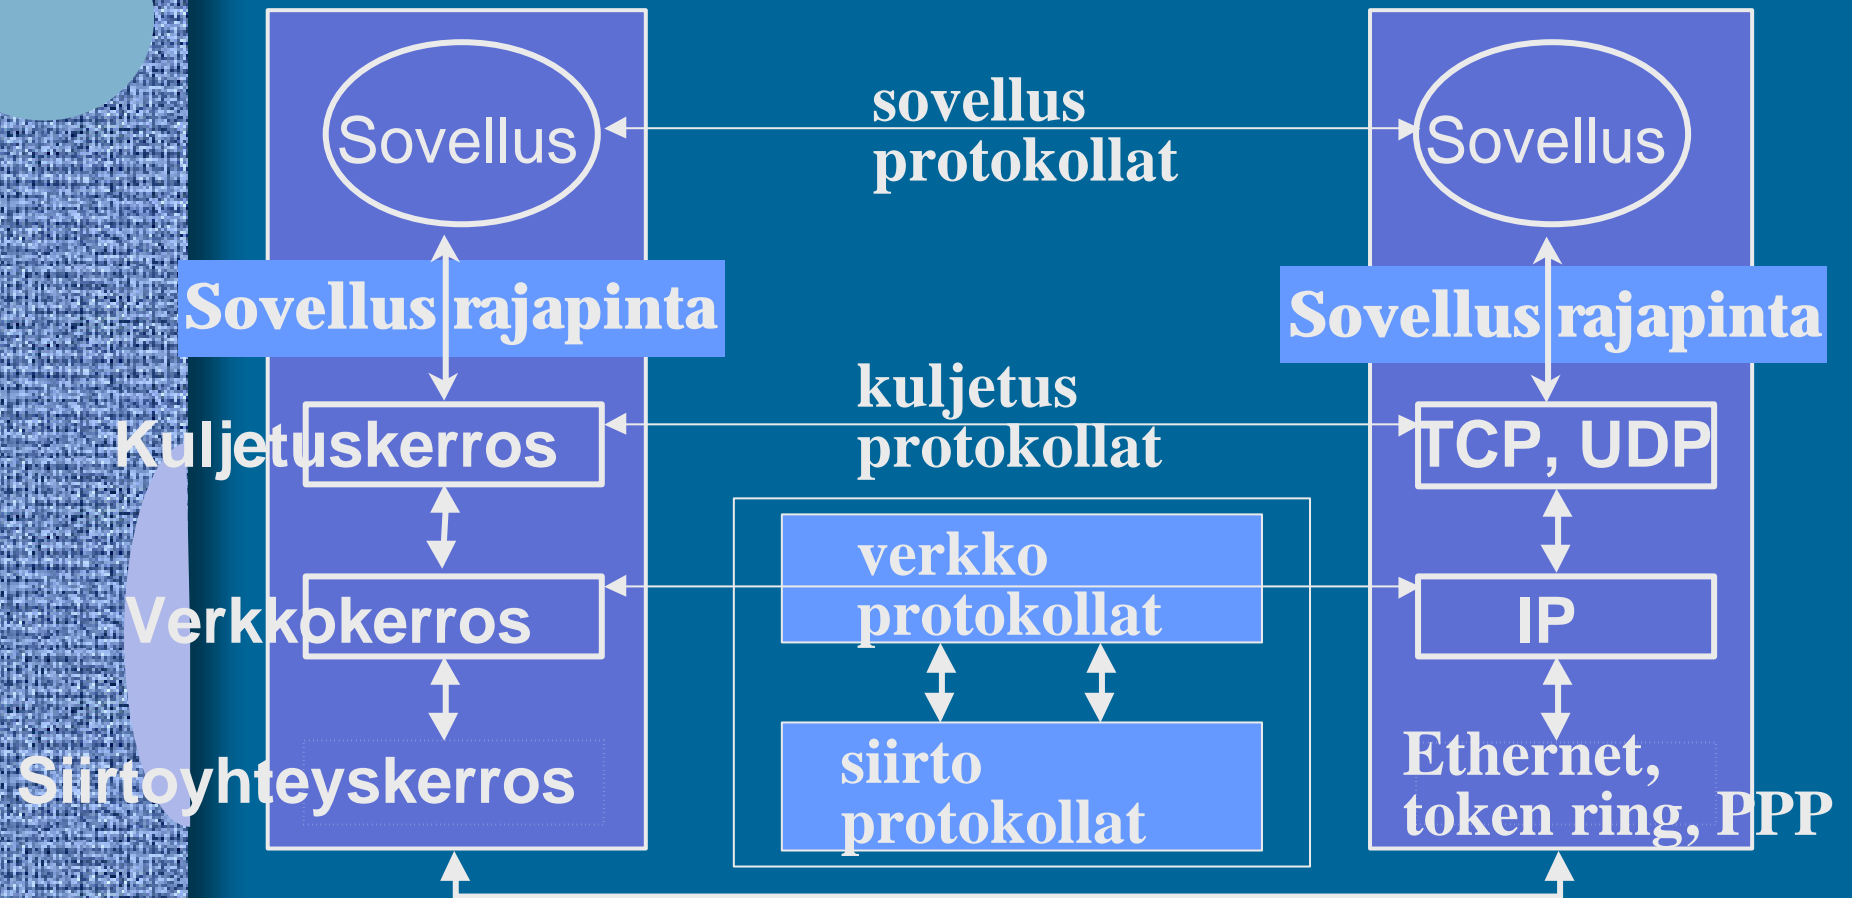 Sovellus
sovellus
protokollat
Sovellus
Sovellus rajapinta
Sovellus rajapinta
kuljetus
protokollat
Kuljetuskerros
TCP, UDP
verkko
protokollat
Verkkokerros
IP
siirto
protokollat
Siirtoyhteyskerros
Ethernet,
token ring, PPP